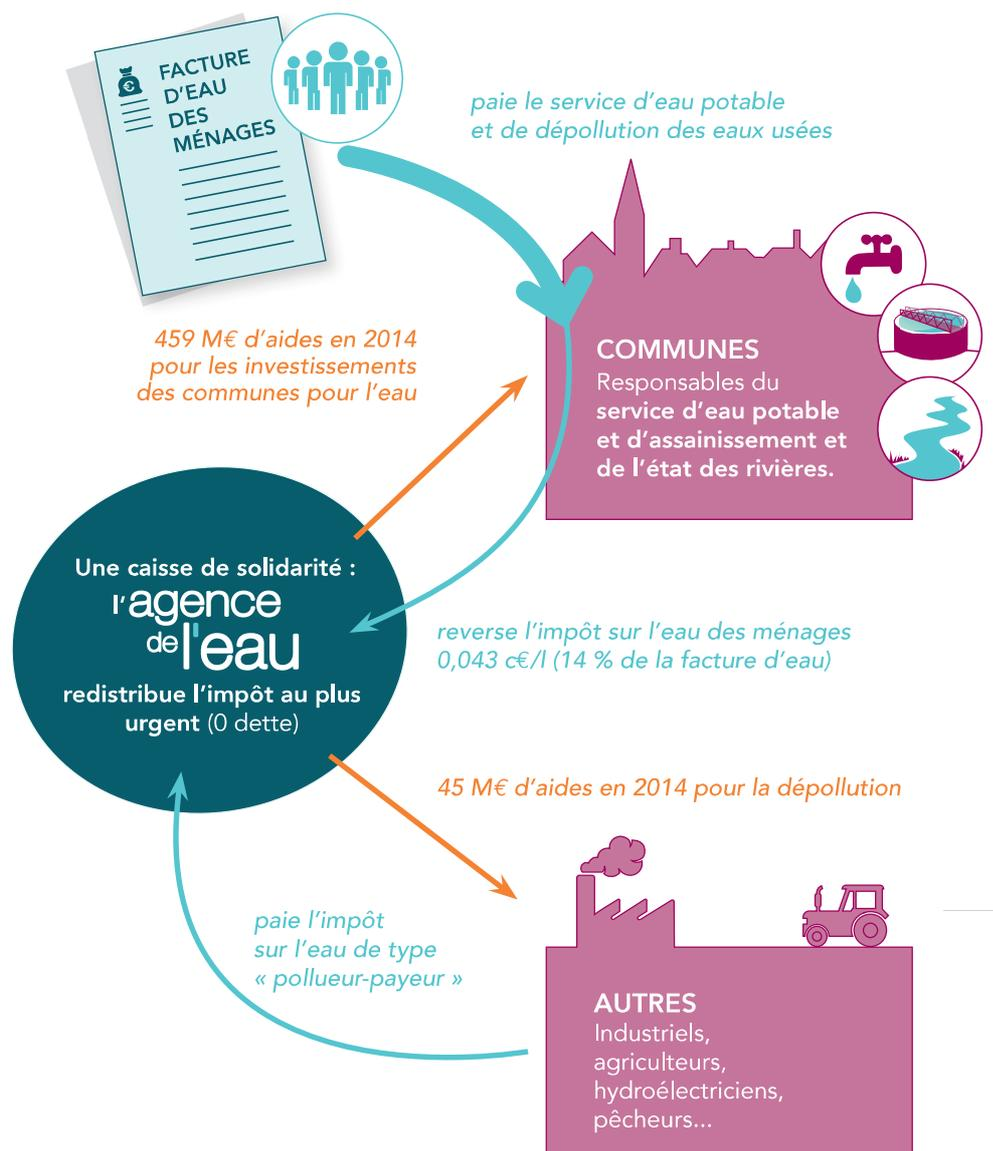 FACTURE
D'EAU
DES
MÉNAGES
€
paie le service d'eau potable
et de dépollution des eaux usées
459 M€ d'aides en 2014
pour les investissements
des communes pour l'eau
COMMUNES
Responsables du
service d'eau potable
et d'assainissement et
de l'état des rivières.
Une caisse de solidarité :
l'agence
de l'eau
redistribue l'impôt au plus
urgent (0 dette)
reverse l'impôt sur l'eau des ménages
0,043 c€/l (14 % de la facture d'eau)
45 M€ d'aides en 2014 pour la dépollution
paie l'impôt
sur l'eau de type
« pollueur-payeur »
AUTRES
Industriels,
agriculteurs,
hydroélectriciens,
pêcheurs...